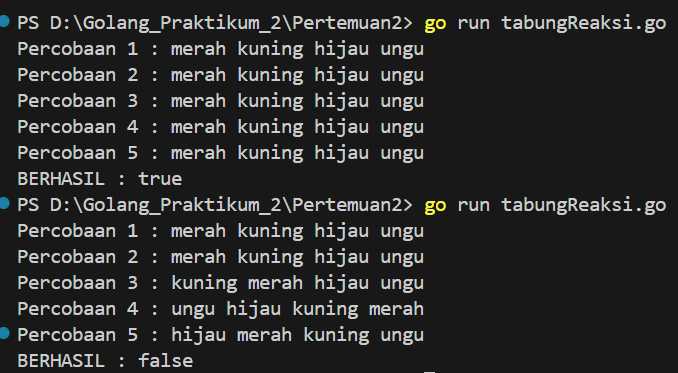 PS D:\Golang_Praktikum_2\Pertemuan2> go run tabungReaksi.go
Percobaan 1 : merah kuning hijau ungu
Percobaan 2 : merah kuning hijau ungu
Percobaan 3 : merah kuning hijau ungu
Percobaan 4 : merah kuning hijau ungu
Percobaan 5 : merah kuning hijau ungu
BERHASIL : true
PS D:\Golang_Praktikum_2\Pertemuan2> go run tabungReaksi.go
Percobaan 1 : merah kuning hijau ungu
Percobaan 2 : merah kuning hijau ungu
Percobaan 3 : kuning merah hijau ungu
Percobaan 4 : ungu hijau kuning merah
Percobaan 5 : hijau merah kuning ungu
BERHASIL : false